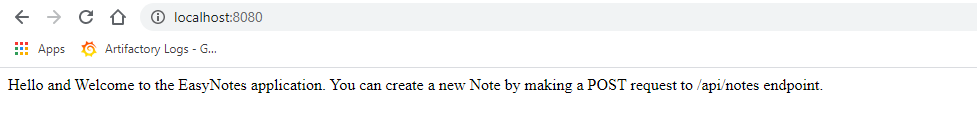 localhost:8080
Apps Artifactory Logs - G...
Hello and Welcome to the EasyNotes application. You can create a new Note by making a POST request to /api/notes endpoint.